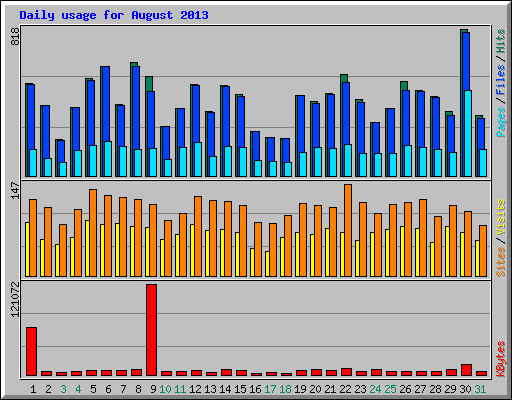 Daily usage for August 2013
818
Pages / Files / Hits
147
Sites / Visits
121072
KBytes
1 2 3 4 5 6 7 8 9 10 11 12 13 14 15 16 17 18 19 20 21 22 23 24 25 26 27 28 29 30 31